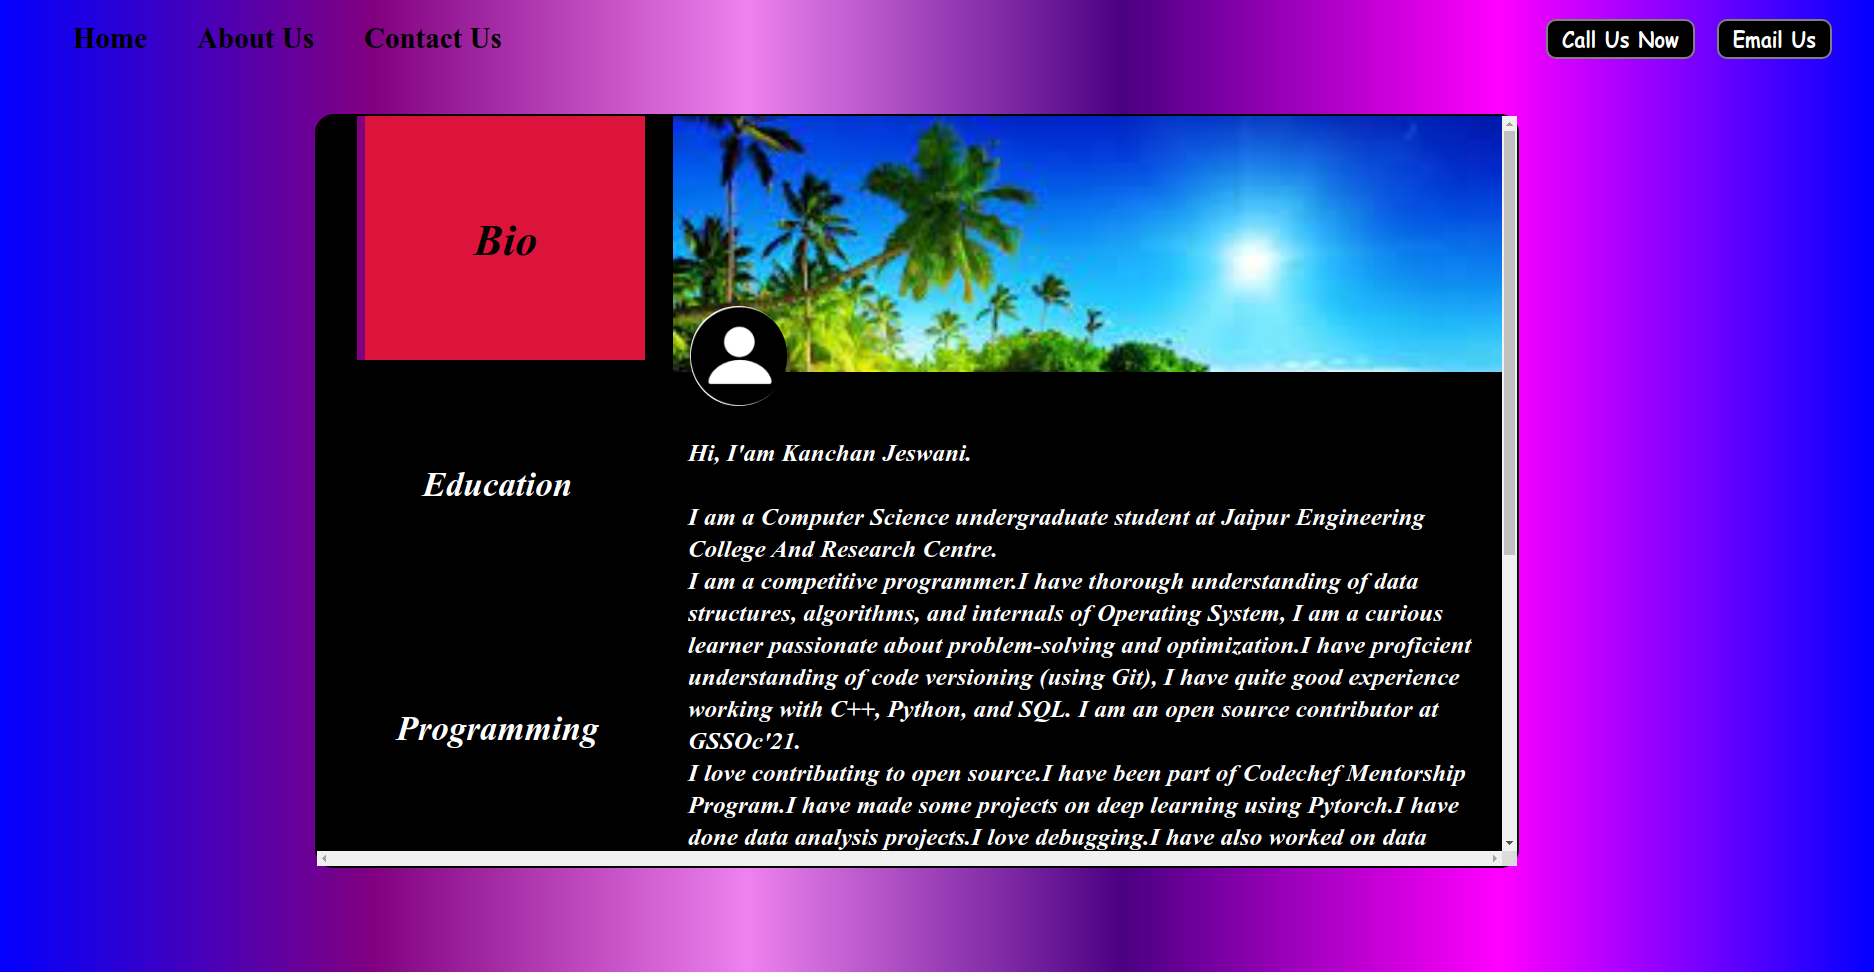 Home About Us Contact Us Call Us Now Email Us
Bio
Education
Programming
Hi, I'am Kanchan Jeswani.
I am a Computer Science undergraduate student at Jaipur Engineering
College And Research Centre.
I am a competitive programmer.I have thorough understanding of data
structures, algorithms, and internals of Operating System, I am a curious
learner passionate about problem-solving and optimization.I have proficient
understanding of code versioning (using Git), I have quite good experience
working with C++, Python, and SQL. I am an open source contributor at
GSSOc'21.
I love contributing to open source.I have been part of Codechef Mentorship
Program.I have made some projects on deep learning using Pytorch.I have
done data analysis projects.I love debugging.I have also worked on data